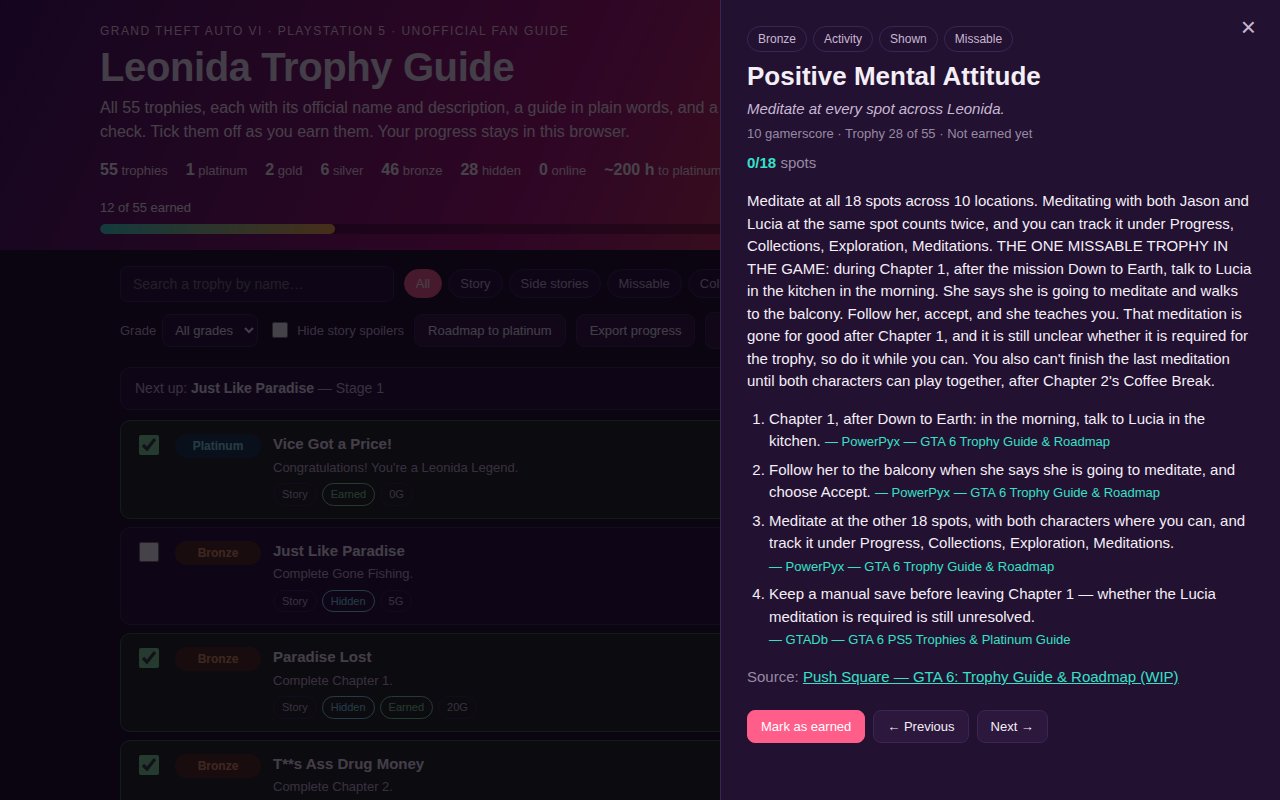 GRAND THEFT AUTO VI · PLAYSTATION 5 · UNOFFICIAL FAN GUIDE
Leonida Trophy Guide
All 55 trophies, each with its official name and description, a guide in plain words, and a
check. Tick them off as you earn them. Your progress stays in this browser.
55 trophies 1 platinum 2 gold 6 silver 46 bronze 28 hidden 0 online ~200 h to platinum
12 of 55 earned
Search a trophy by name…
All
Story
Side stories
Missable
Grade
All grades
Hide story spoilers
Roadmap to platinum
Export progress
Next up: Just Like Paradise — Stage 1
Platinum
Vice Got a Price!
Congratulations! You're a Leonida Legend.
Story Earned 0G
Bronze
Just Like Paradise
Complete Gone Fishing.
Story Hidden 5G
Bronze
Paradise Lost
Complete Chapter 1.
Story Hidden Earned 20G
Bronze
T**s Ass Drug Money
Complete Chapter 2.
✕
Bronze Activity Shown Missable
Positive Mental Attitude
Meditate at every spot across Leonida.
10 gamerscore · Trophy 28 of 55 · Not earned yet
0/18 spots
Meditate at all 18 spots across 10 locations. Meditating with both Jason and
Lucia at the same spot counts twice, and you can track it under Progress,
Collections, Exploration, Meditations. THE ONE MISSABLE TROPHY IN
THE GAME: during Chapter 1, after the mission Down to Earth, talk to Lucia
in the kitchen in the morning. She says she is going to meditate and walks
to the balcony. Follow her, accept, and she teaches you. That meditation is
gone for good after Chapter 1, and it is still unclear whether it is required for
the trophy, so do it while you can. You also can't finish the last meditation
until both characters can play together, after Chapter 2's Coffee Break.
1. Chapter 1, after Down to Earth: in the morning, talk to Lucia in the
kitchen. — PowerPyx — GTA 6 Trophy Guide & Roadmap
2. Follow her to the balcony when she says she is going to meditate, and
choose Accept. — PowerPyx — GTA 6 Trophy Guide & Roadmap
3. Meditate at the other 18 spots, with both characters where you can, and
track it under Progress, Collections, Exploration, Meditations.
— PowerPyx — GTA 6 Trophy Guide & Roadmap
4. Keep a manual save before leaving Chapter 1 — whether the Lucia
meditation is required is still unresolved.
— GTADb — GTA 6 PS5 Trophies & Platinum Guide
Source: Push Square — GTA 6: Trophy Guide & Roadmap (WIP)
Mark as earned
← Previous
Next →